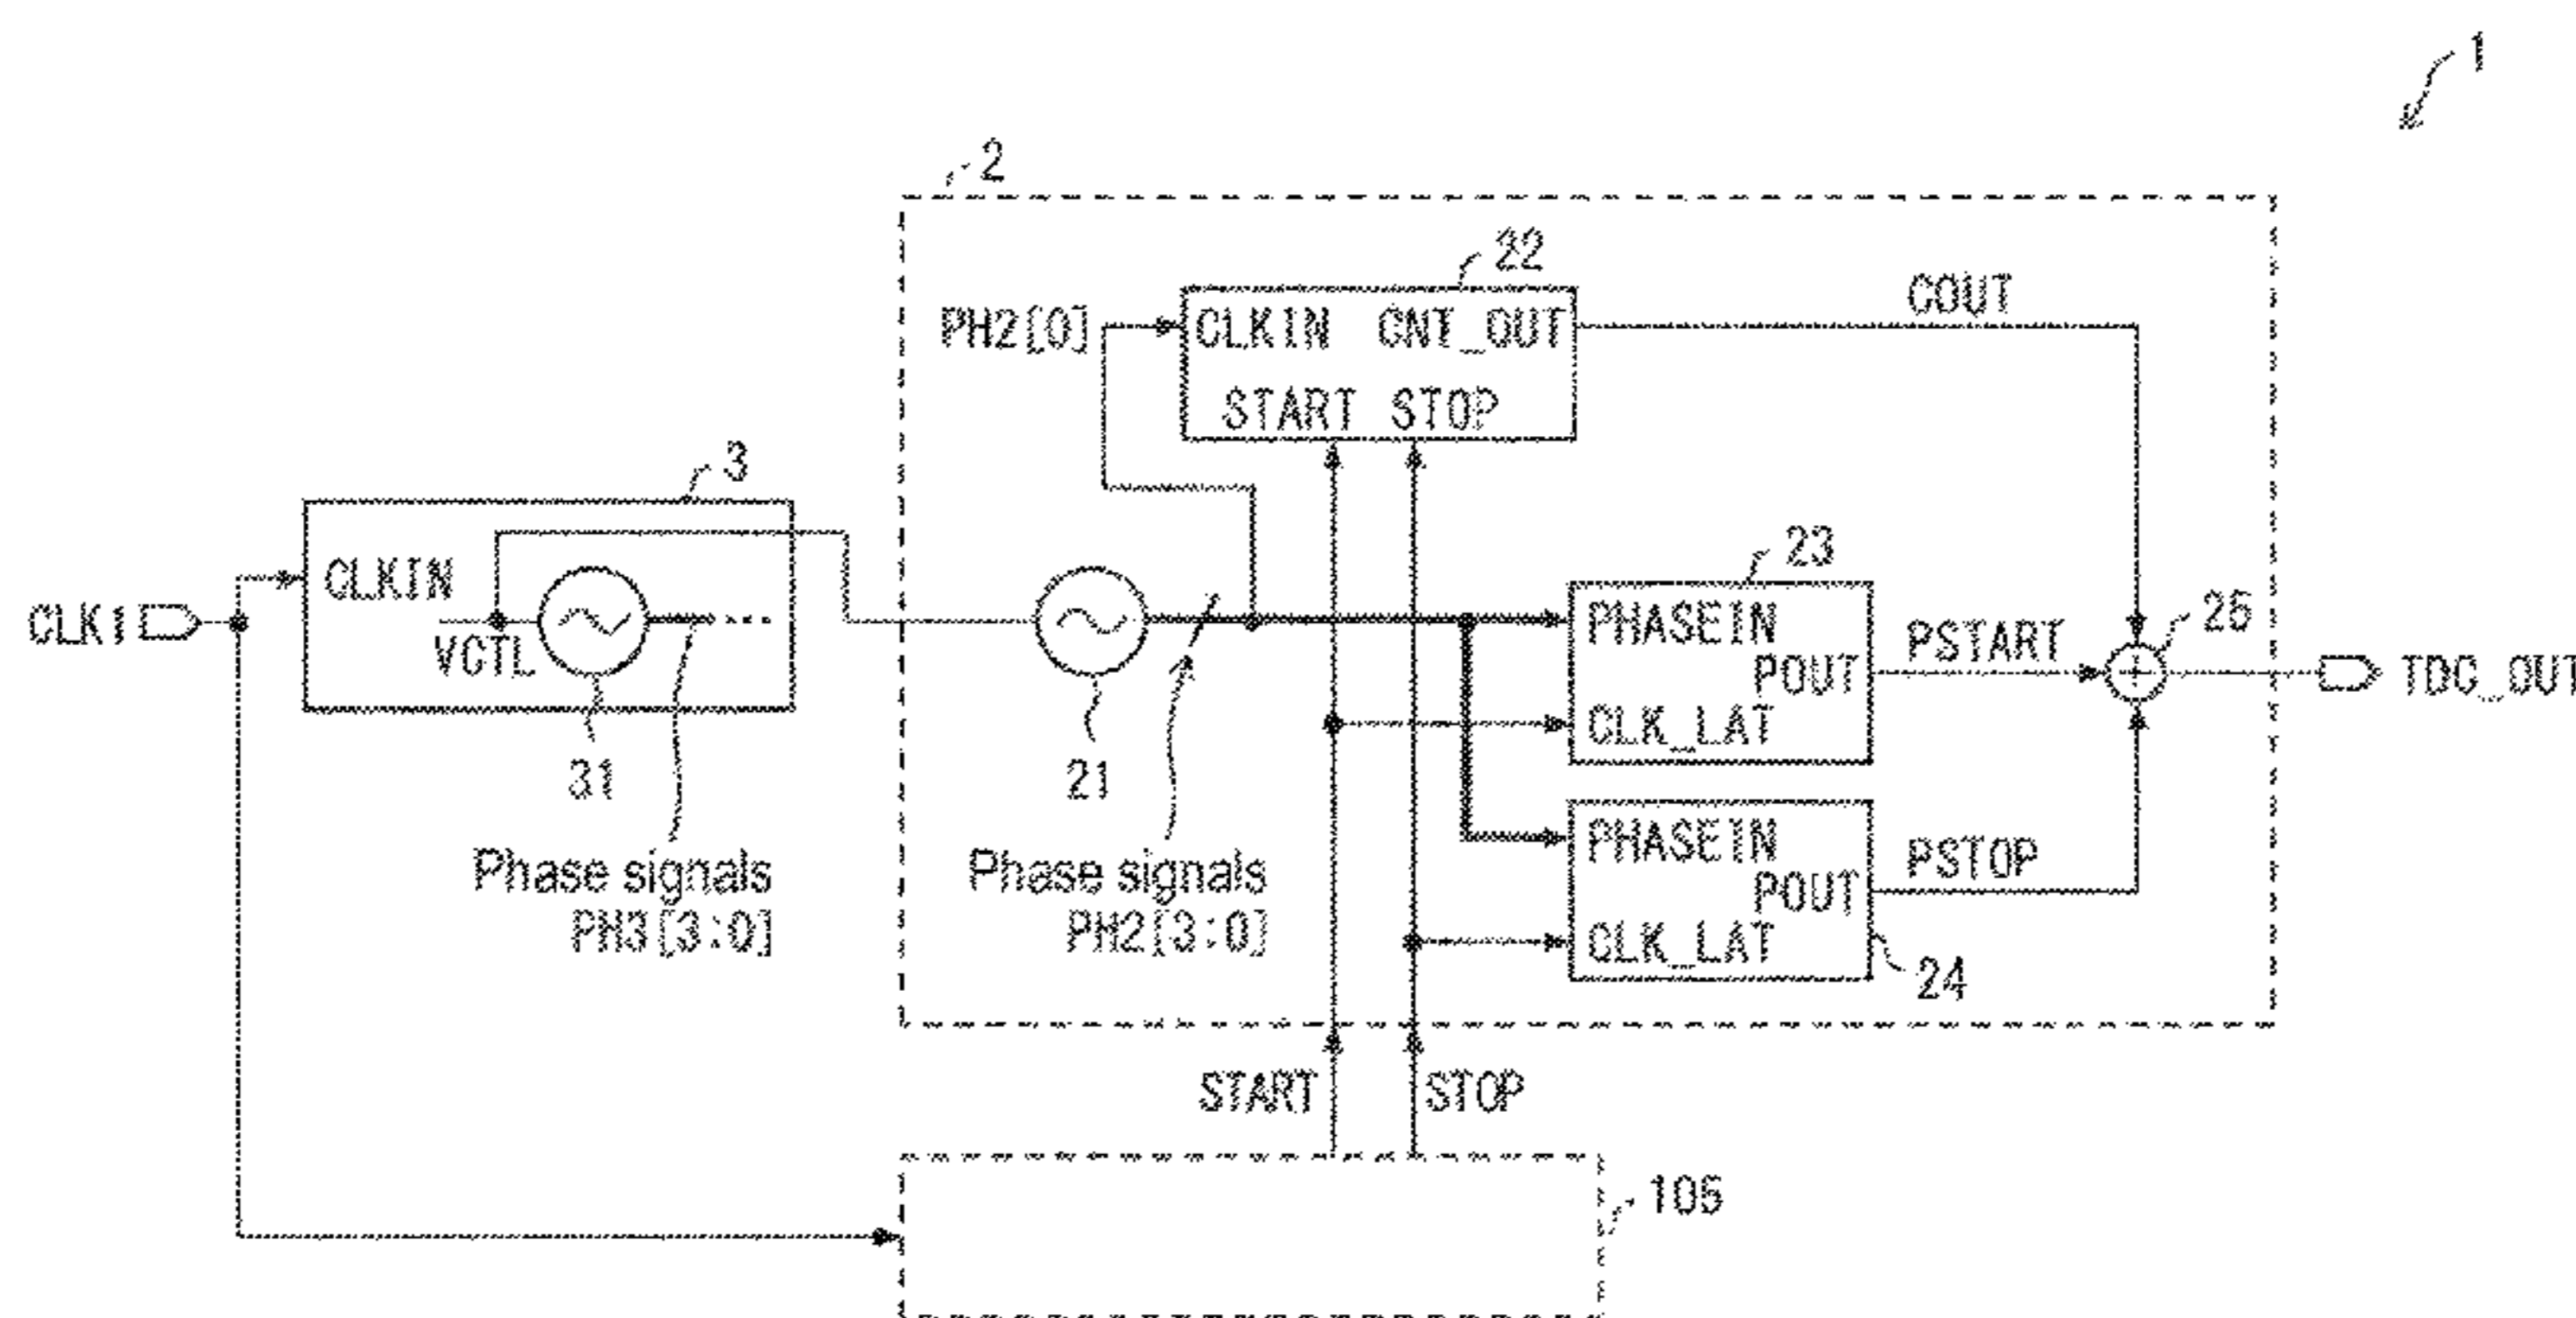 1
2
22
PH2[0]
CLKIN CNT_OUT
COUT
START STOP
3
CLKIN
VCTL
CLK1
31
Phase signals
PH3[3:0]
21
Phase signals
PH2[3:0]
23
PHASEIN
POUT
CLK_LAT
PSTART
25
TDC_OUT
PHASEIN
POUT
CLK_LAT
PSTOP
24
START
STOP